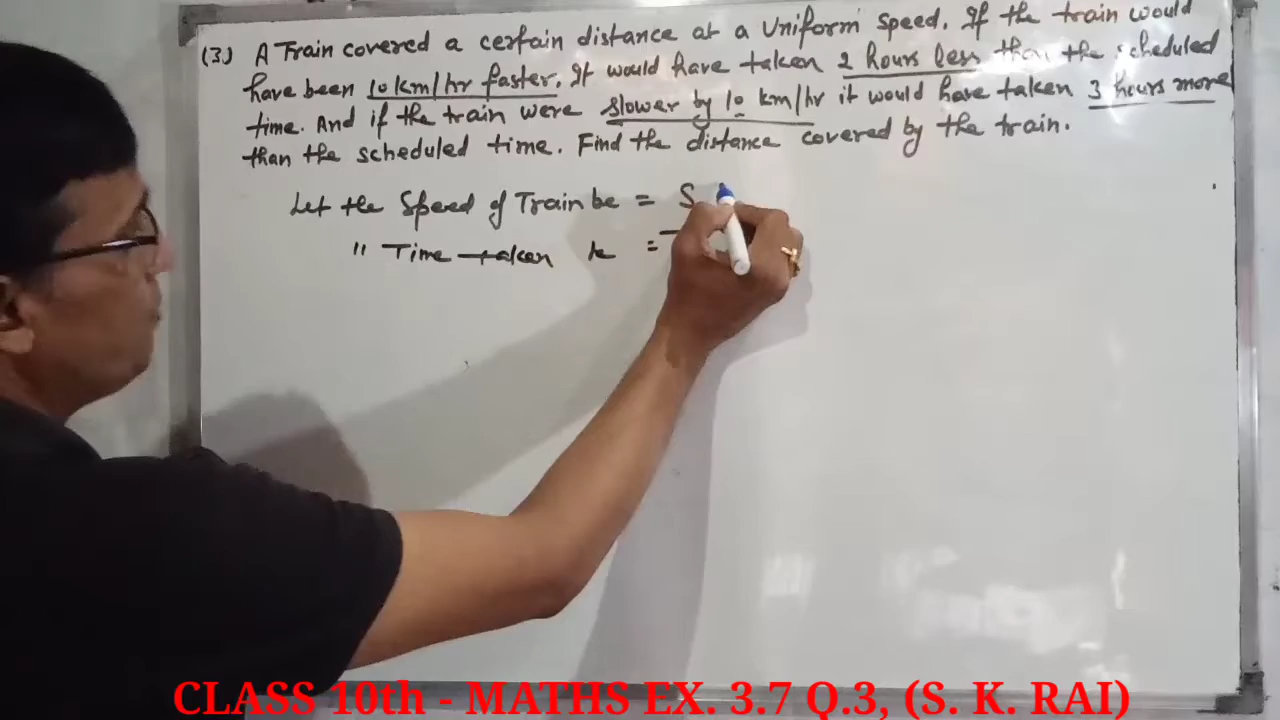 (3.) A Train covered a certain distance at a Uniform speed. If the train would
have been 10 km/hr faster. It would have taken 2 hours less than the scheduled
time. And if the train were slower by 10 km/hr it would have taken 3 hours more
than the scheduled time. Find the distance covered by the train.
Let the Speed of Train be = S
" Time taken =
CLASS 10th - MATHS EX. 3.7 Q.3, (S. K. RAI)